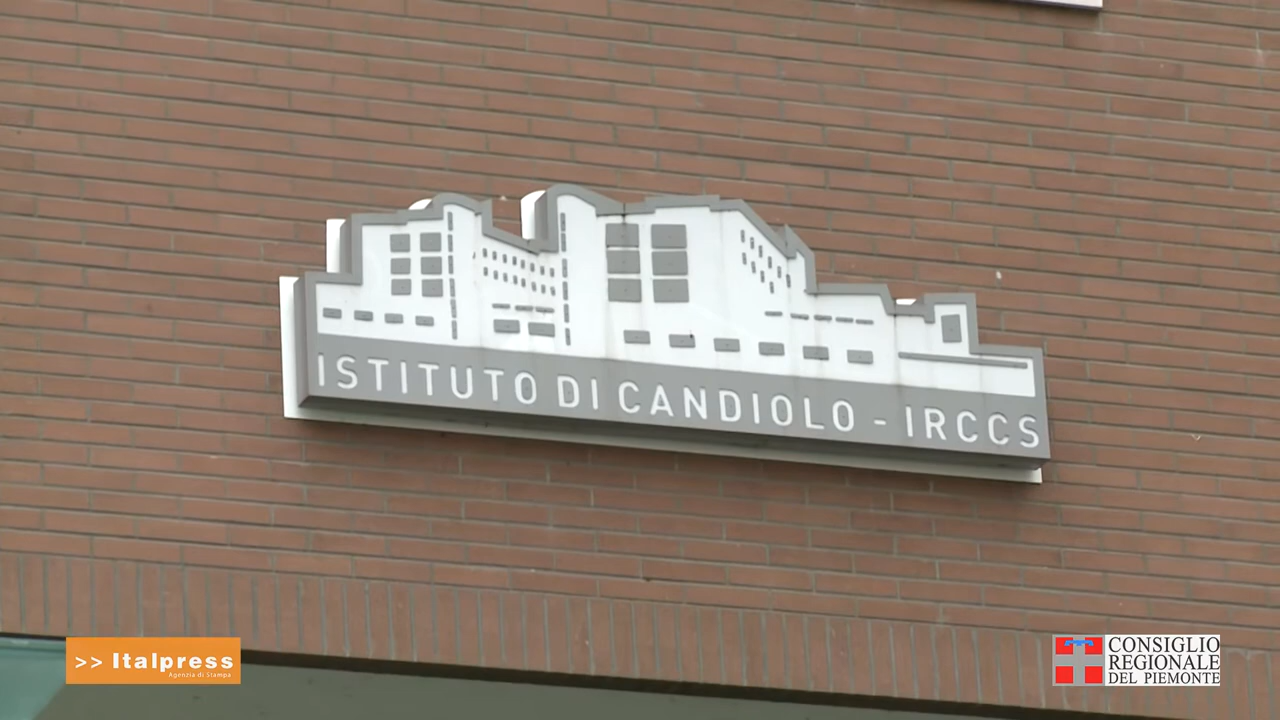 ISTITUTO DI CANDIOLO - IRCCS
>> Italpress
Agenzia di Stampa
CONSIGLIO
REGIONALE
DEL PIEMONTE